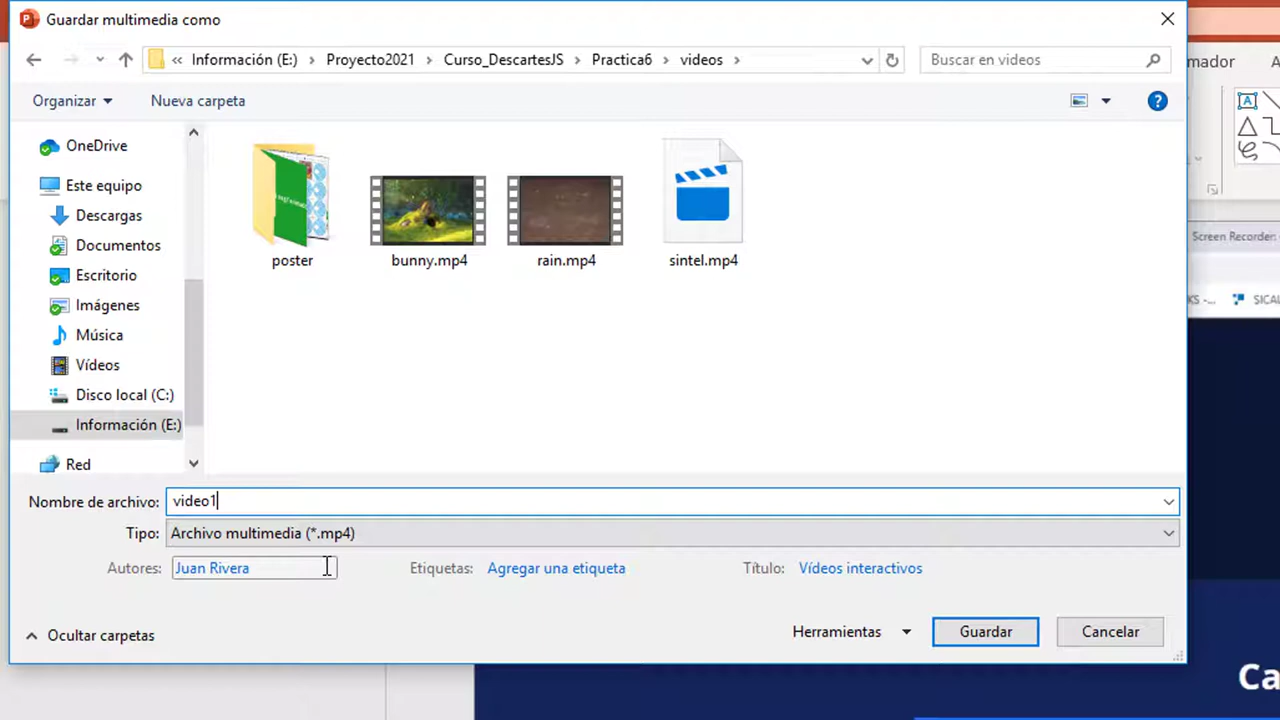 Guardar multimedia como
« Información (E:) › Proyecto2021 › Curso_DescartesJS › Practica6 › videos ›
Buscar en videos
Organizar
Nueva carpeta
OneDrive
Este equipo
Descargas
Documentos
Escritorio
Imágenes
Música
Vídeos
Disco local (C:)
Información (E:)
Red
poster
bunny.mp4
rain.mp4
sintel.mp4
Nombre de archivo: video1
Tipo: Archivo multimedia (*.mp4)
Autores: Juan Rivera
Etiquetas: Agregar una etiqueta
Título: Vídeos interactivos
Ocultar carpetas
Herramientas
Guardar
Cancelar
mador
Screen Recorder
KS -...
SICAL
Ca